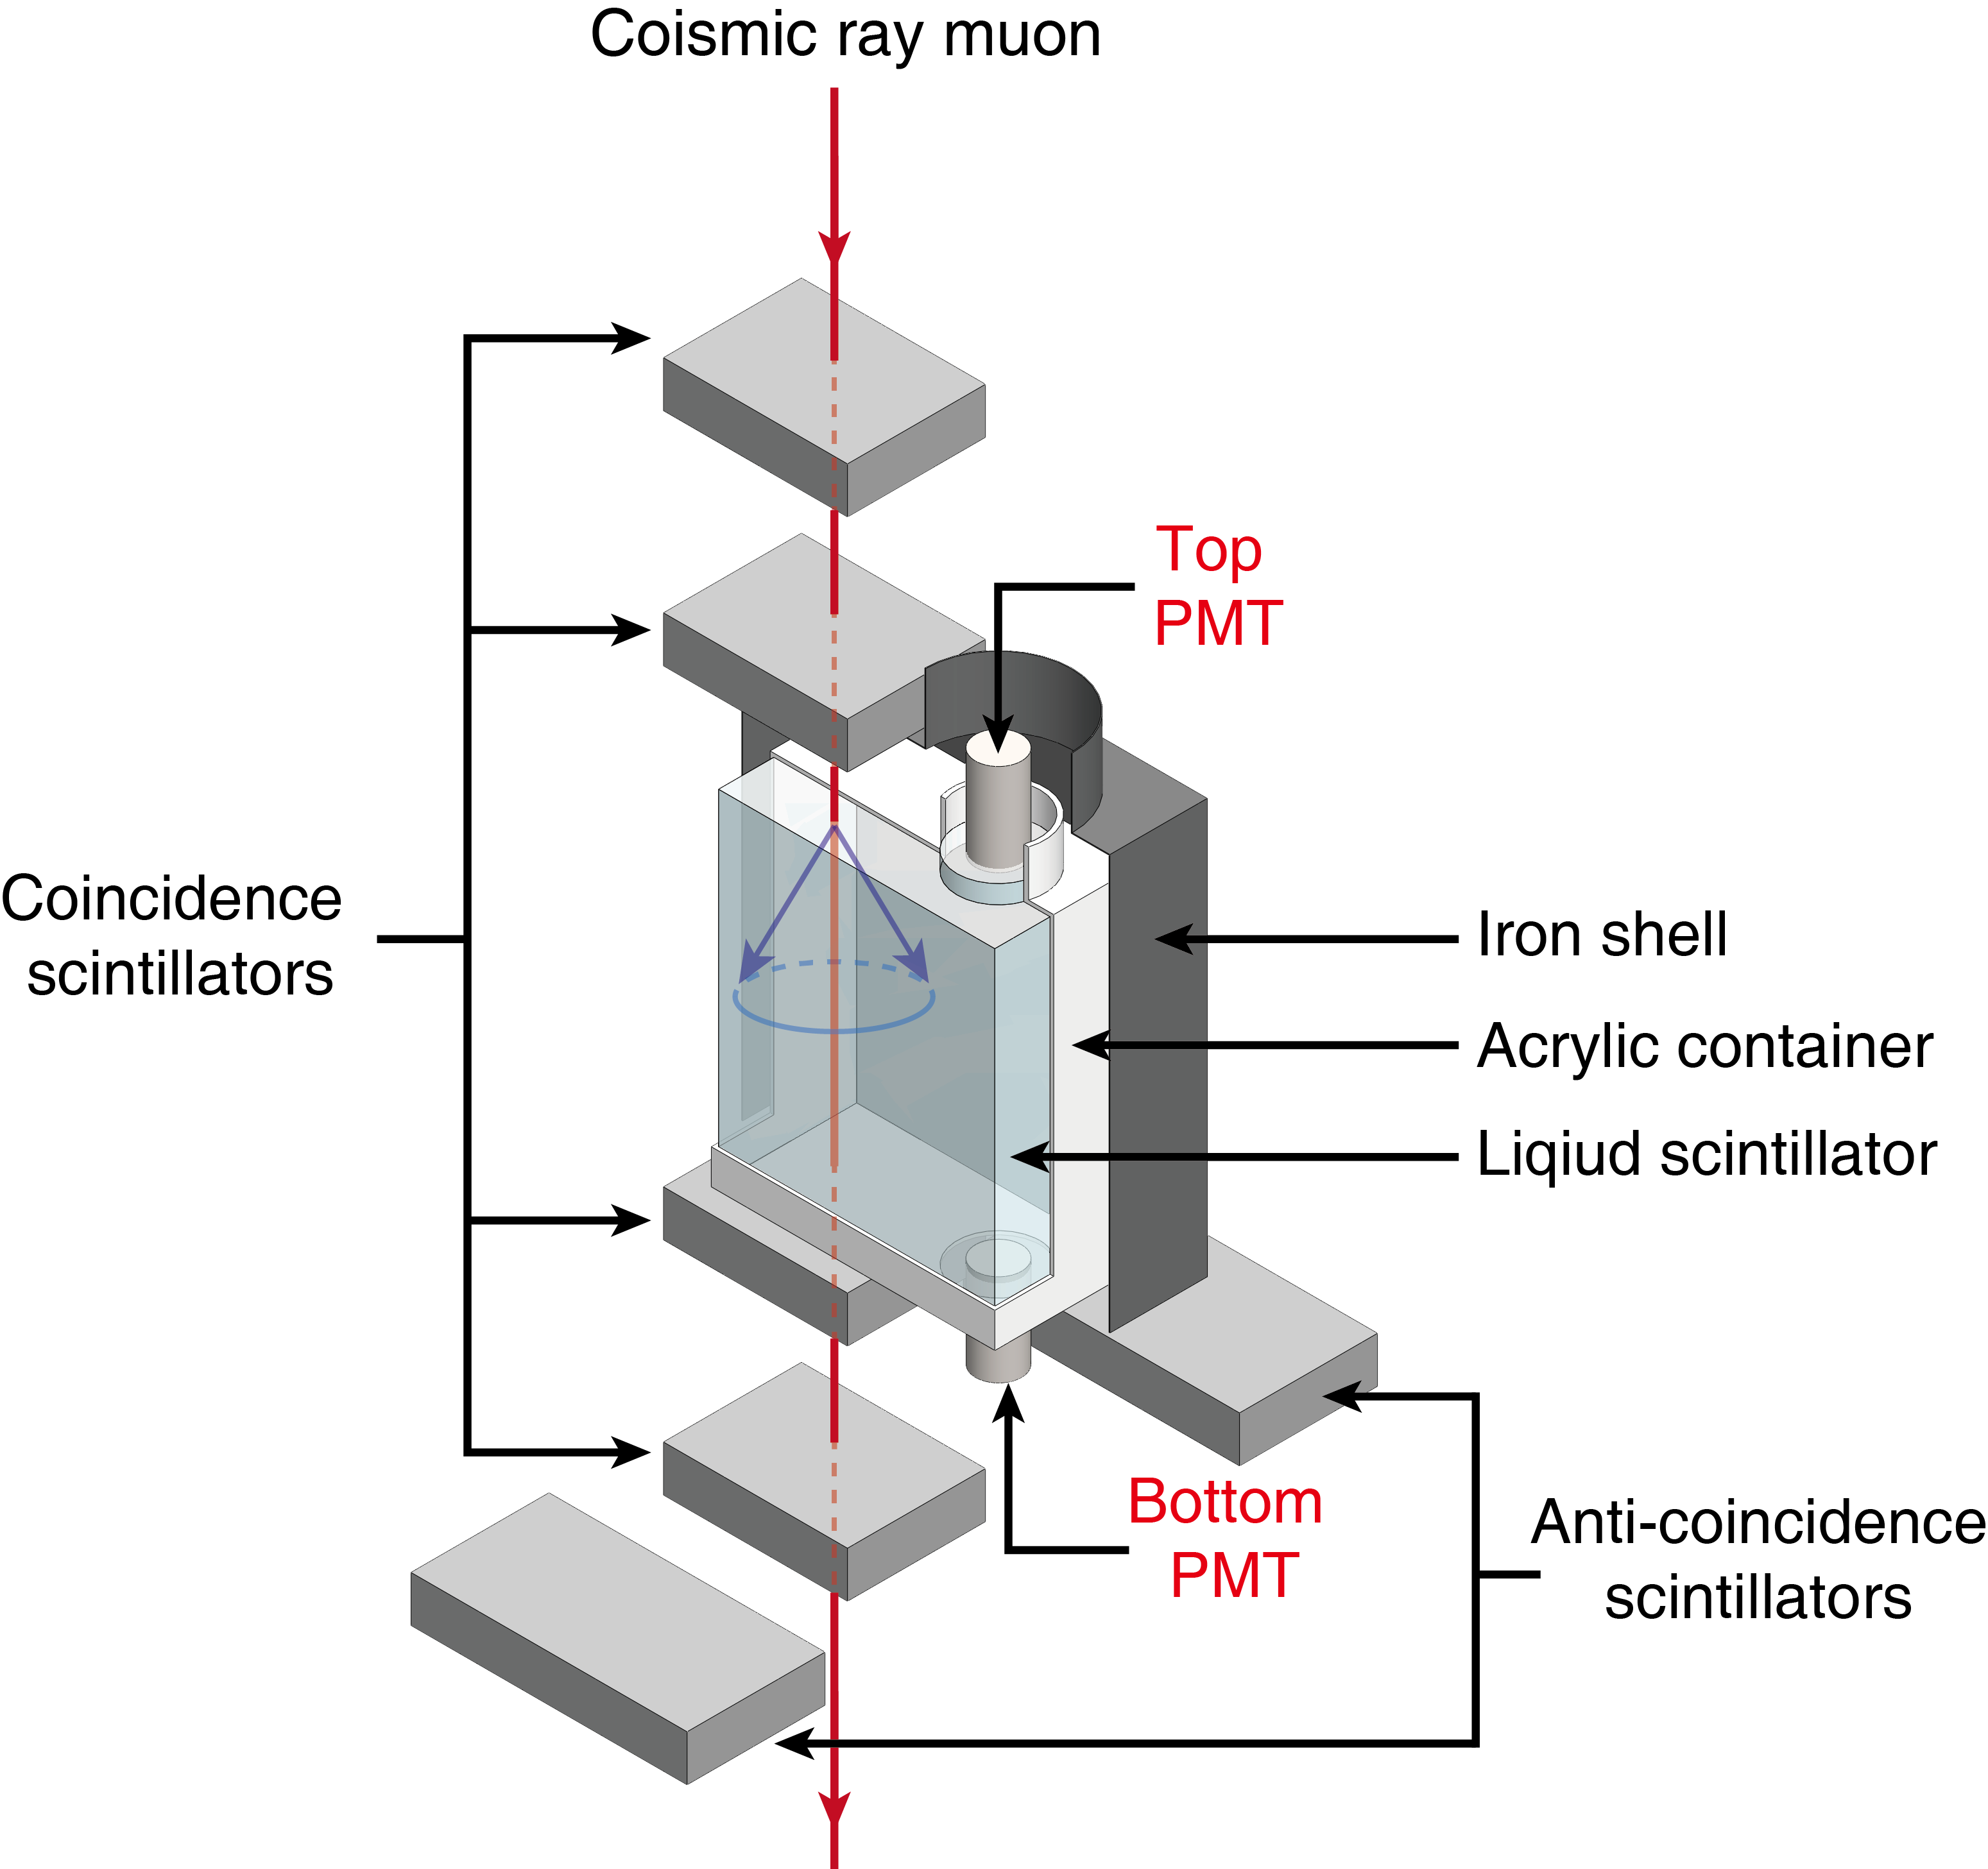 Coismic ray muon
Top
PMT
Coincidence
scintillators
Iron shell
Acrylic container
Liqiud scintillator
Bottom
PMT
Anti-coincidence
scintillators